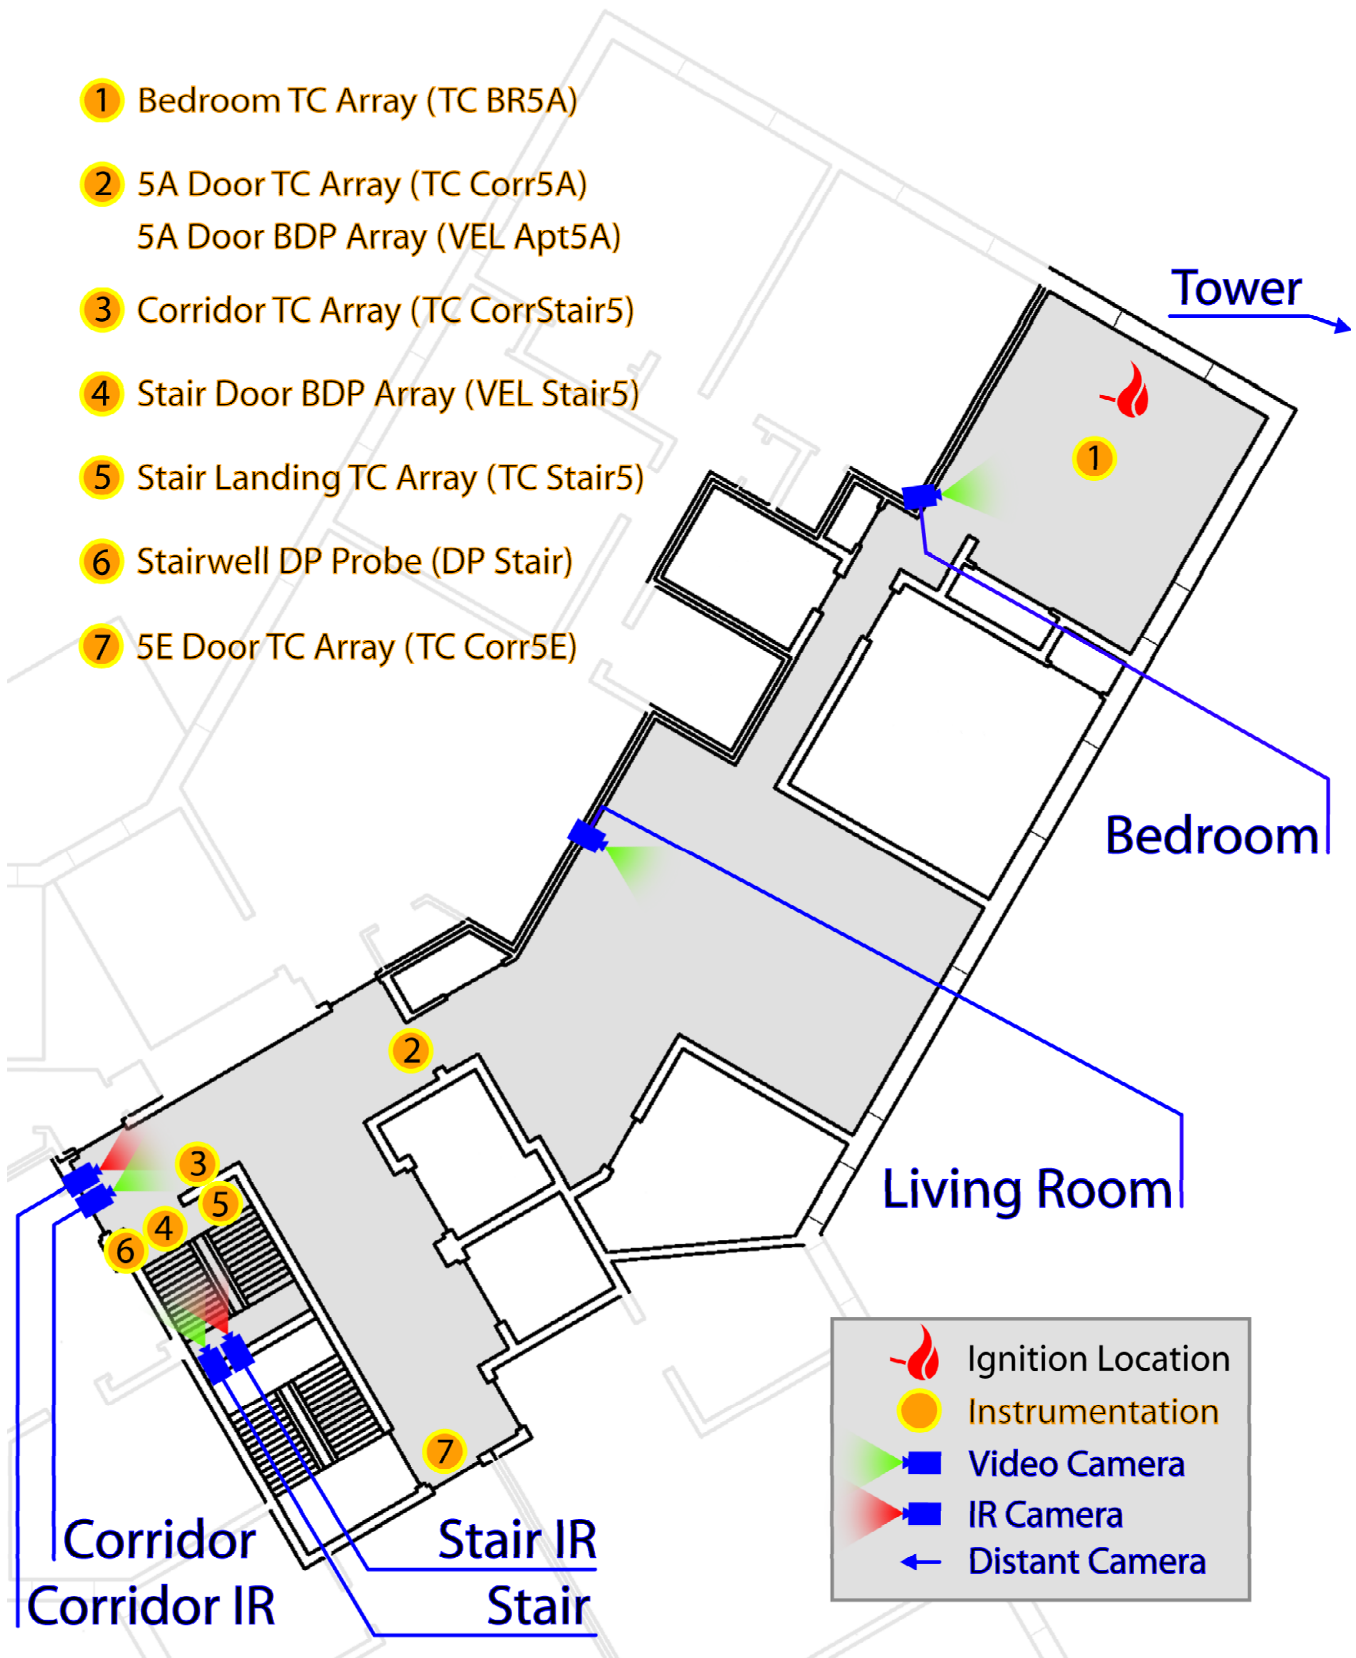 1 Bedroom TC Array (TC BR5A)
2 5A Door TC Array (TC Corr5A)
5A Door BDP Array (VEL Apt5A)
3 Corridor TC Array (TC CorrStair5)
4 Stair Door BDP Array (VEL Stair5)
5 Stair Landing TC Array (TC Stair5)
6 Stairwell DP Probe (DP Stair)
7 5E Door TC Array (TC Corr5E)
Tower
1
Bedroom
2
3
5
4
6
Living Room
7
Corridor
Corridor IR
Stair IR
Stair
Ignition Location
Instrumentation
Video Camera
IR Camera
Distant Camera